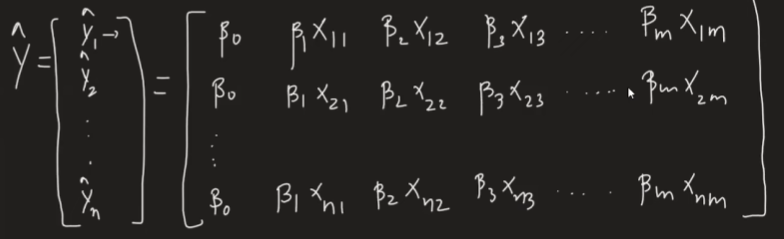 Ŷ = [ ŷ₁ → ] = [ β₀ β₁X₁₁ β₂X₁₂ β₃X₁₃ ..... βₘX₁ₘ ]
ŷ₂ β₀ β₁X₂₁ β₂X₂₂ β₃X₂₃ ...... βₘX₂ₘ
⋮ ⋮
ŷₙ β₀ β₁Xₙ₁ β₂Xₙ₂ β₃Xₙ₃ ..... βₘXₙₘ